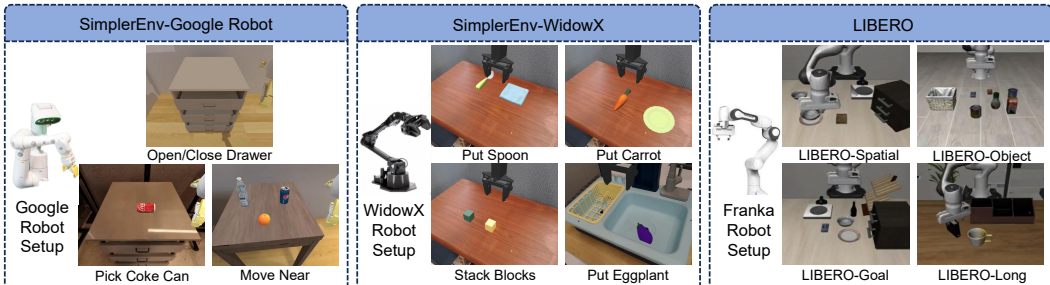 SimplerEnv-Google Robot
Open/Close Drawer
Google
Robot
Setup
Pick Coke Can
Move Near
SimplerEnv-WidowX
Put Spoon
Put Carrot
WidowX
Robot
Setup
Stack Blocks
Put Eggplant
LIBERO
LIBERO-Spatial
LIBERO-Object
Franka
Robot
Setup
LIBERO-Goal
LIBERO-Long